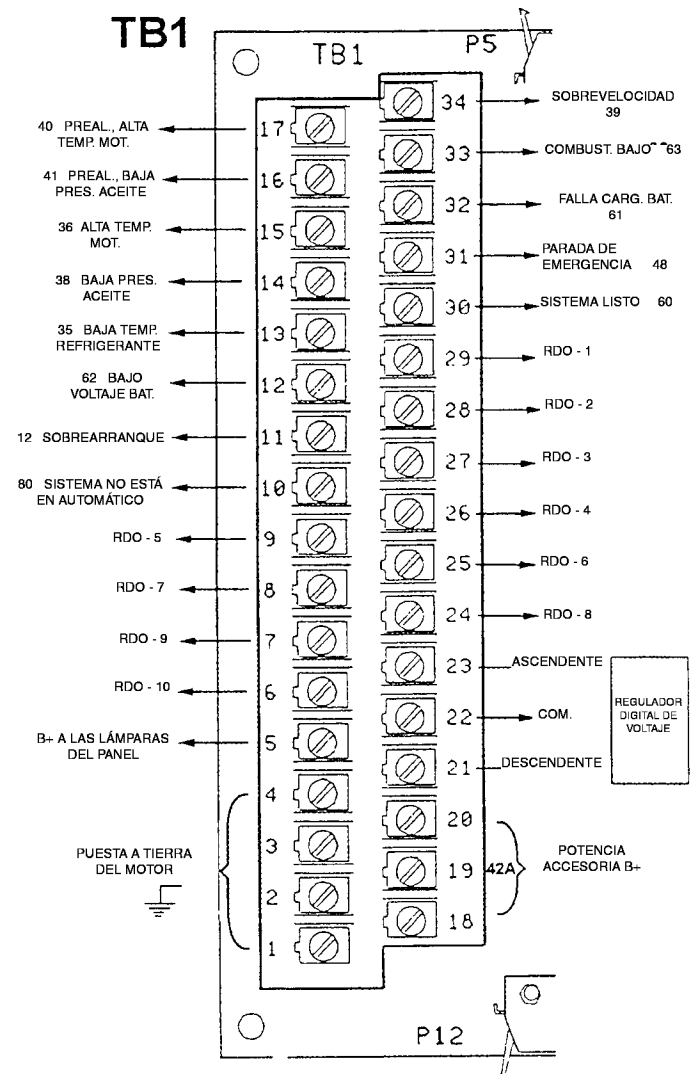 TB1
TB1
P5
40 PREAL., ALTA
TEMP. MOT.
17
41 PREAL., BAJA
PRES. ACEITE
16
36 ALTA TEMP.
MOT.
15
38 BAJA PRES.
ACEITE
14
35 BAJA TEMP.
REFRIGERANTE
13
62 BAJO
VOLTAJE BAT.
12
12 SOBREARRANQUE
11
80 SISTEMA NO ESTÁ
EN AUTOMÁTICO
10
RDO - 5
9
RDO - 7
8
RDO - 9
7
RDO - 10
6
B+ A LAS LÁMPARAS
DEL PANEL
5
4
3
2
1
PUESTA A TIERRA
DEL MOTOR
34
SOBREVELOCIDAD
39
33
COMBUST. BAJO 63
32
FALLA CARG. BAT.
61
31
PARADA DE
EMERGENCIA 48
30
SISTEMA LISTO 60
29
RDO - 1
28
RDO - 2
27
RDO - 3
26
RDO - 4
25
RDO - 6
24
RDO - 8
23
ASCENDENTE
22
COM.
21
DESCENDENTE
REGULADOR
DIGITAL DE
VOLTAJE
20
19
42A
18
POTENCIA
ACCESORIA B+
P12